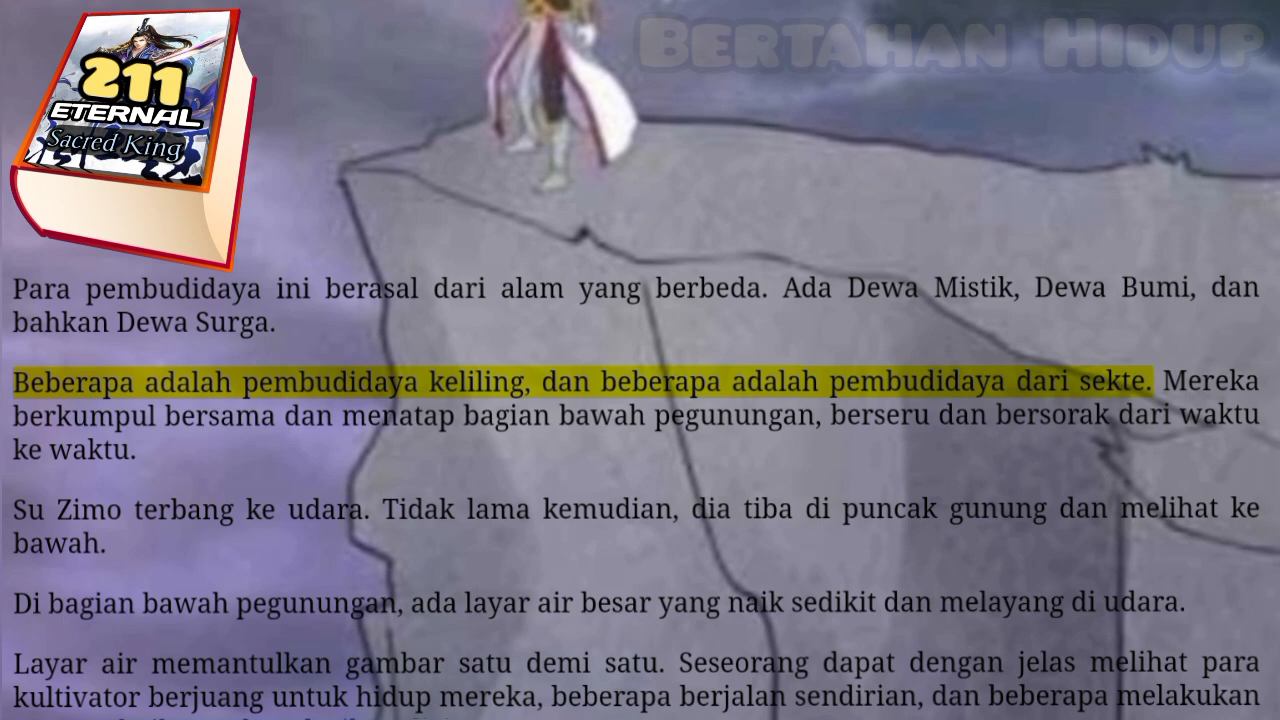 BERTAHAN HIDUP
211
ETERNAL
Sacred King
Para pembudidaya ini berasal dari alam yang berbeda. Ada Dewa Mistik, Dewa Bumi, dan
bahkan Dewa Surga.
Beberapa adalah pembudidaya keliling, dan beberapa adalah pembudidaya dari sekte. Mereka
berkumpul bersama dan menatap bagian bawah pegunungan, berseru dan bersorak dari waktu
ke waktu.
Su Zimo terbang ke udara. Tidak lama kemudian, dia tiba di puncak gunung dan melihat ke
bawah.
Di bagian bawah pegunungan, ada layar air besar yang naik sedikit dan melayang di udara.
Layar air memantulkan gambar satu demi satu. Seseorang dapat dengan jelas melihat para
kultivator berjuang untuk hidup mereka, beberapa berjalan sendirian, dan beberapa melakukan